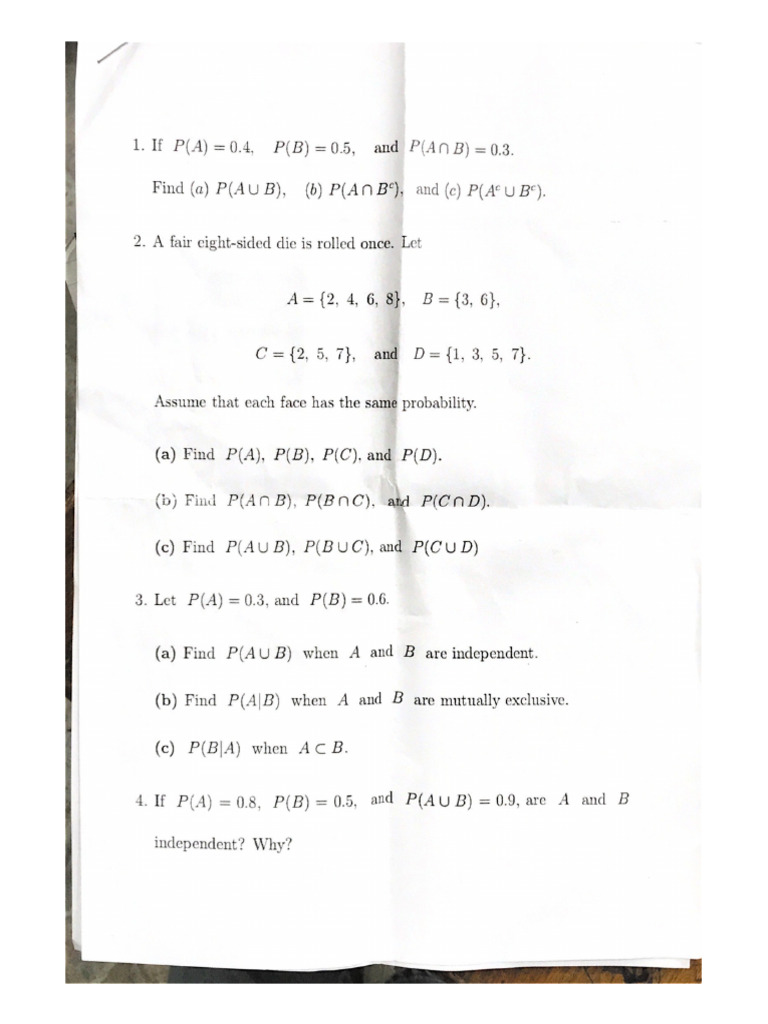 1. If P(A) = 0.4, P(B) = 0.5, and P(A ∩ B) = 0.3.
Find (a) P(A ∪ B), (b) P(A ∩ Bᶜ), and (c) P(Aᶜ ∪ Bᶜ).
2. A fair eight-sided die is rolled once. Let
A = {2, 4, 6, 8}, B = {3, 6},
C = {2, 5, 7}, and D = {1, 3, 5, 7}.
Assume that each face has the same probability.
(a) Find P(A), P(B), P(C), and P(D).
(b) Find P(A ∩ B), P(B ∩ C), and P(C ∩ D).
(c) Find P(A ∪ B), P(B ∪ C), and P(C ∪ D)
3. Let P(A) = 0.3, and P(B) = 0.6.
(a) Find P(A ∪ B) when A and B are independent.
(b) Find P(A|B) when A and B are mutually exclusive.
(c) P(B|A) when A ⊂ B.
4. If P(A) = 0.8, P(B) = 0.5, and P(A ∪ B) = 0.9, are A and B
independent? Why?